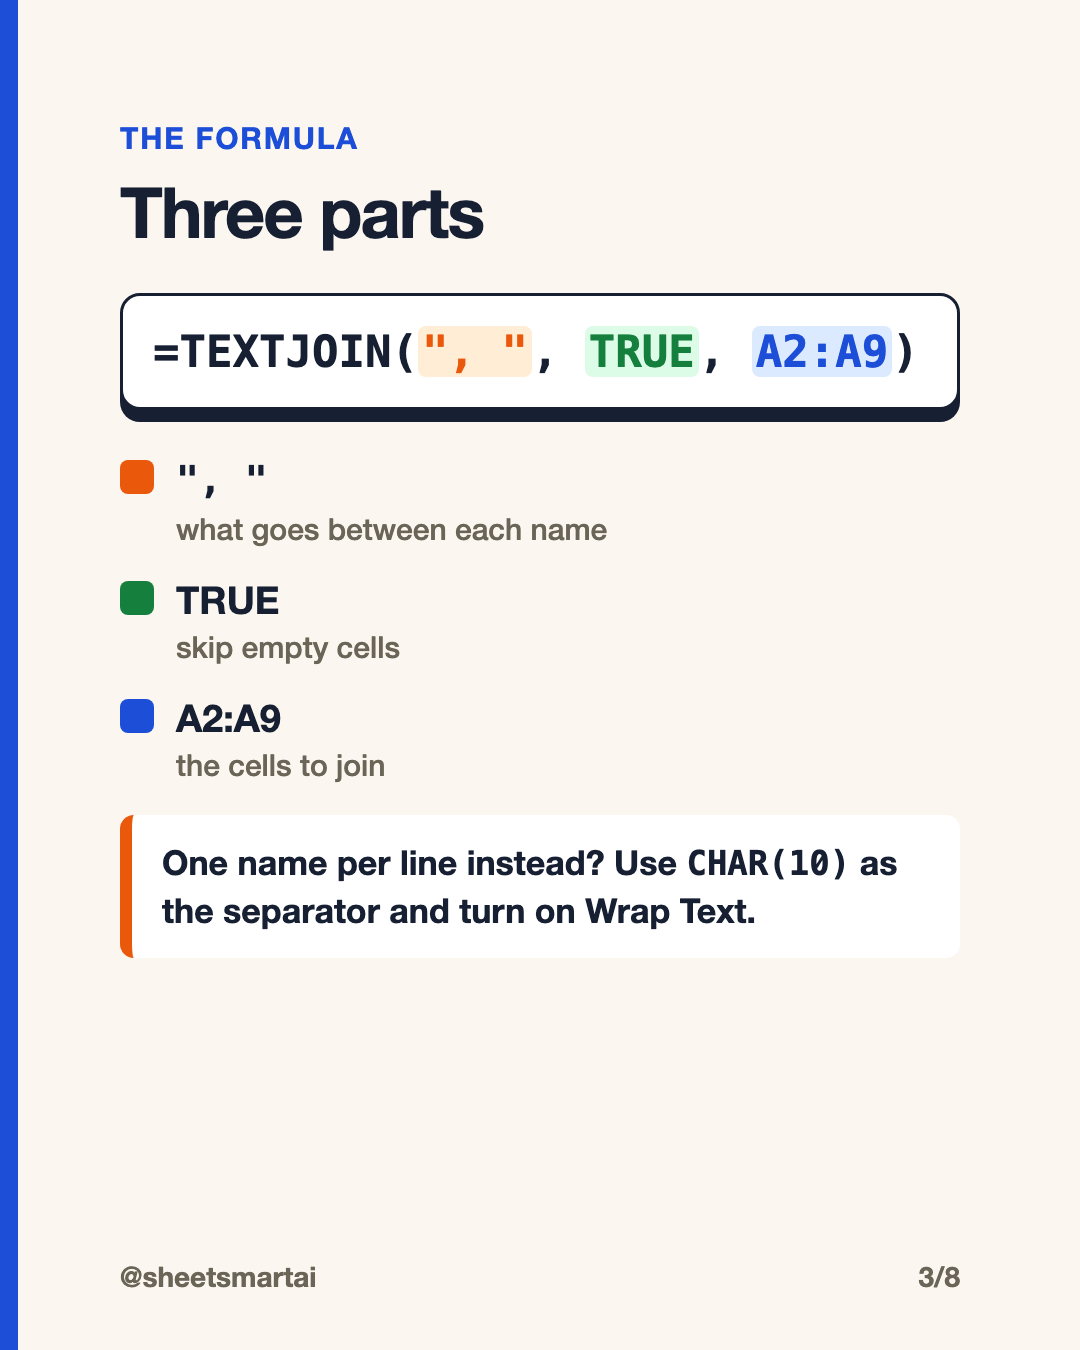 THE FORMULA
Three parts
=TEXTJOIN(", ", TRUE, A2:A9)
", "
what goes between each name
TRUE
skip empty cells
A2:A9
the cells to join
One name per line instead? Use CHAR(10) as
the separator and turn on Wrap Text.
@sheetsmartai
3/8